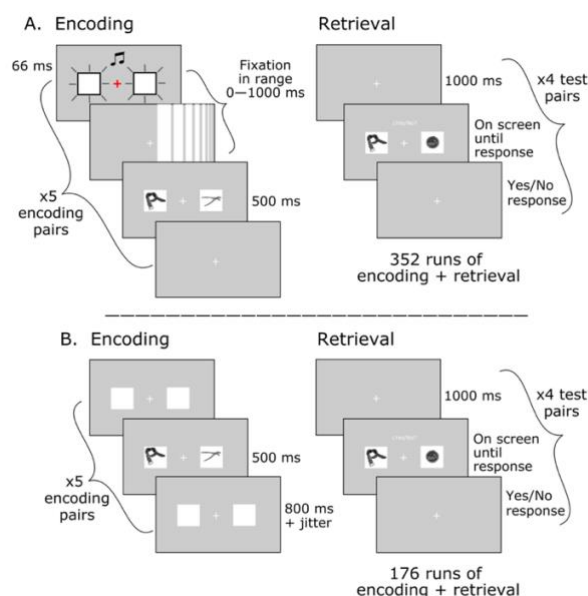 A. Encoding
Retrieval
66 ms
Fixation
in range
0—1000 ms
x5
encoding
pairs
500 ms
1000 ms
x4 test
pairs
On screen
until
response
Yes/No
response
352 runs of
encoding + retrieval
B. Encoding
Retrieval
x5
encoding
pairs
500 ms
800 ms
+ jitter
1000 ms
x4 test
pairs
On screen
until
response
Yes/No
response
176 runs of
encoding + retrieval